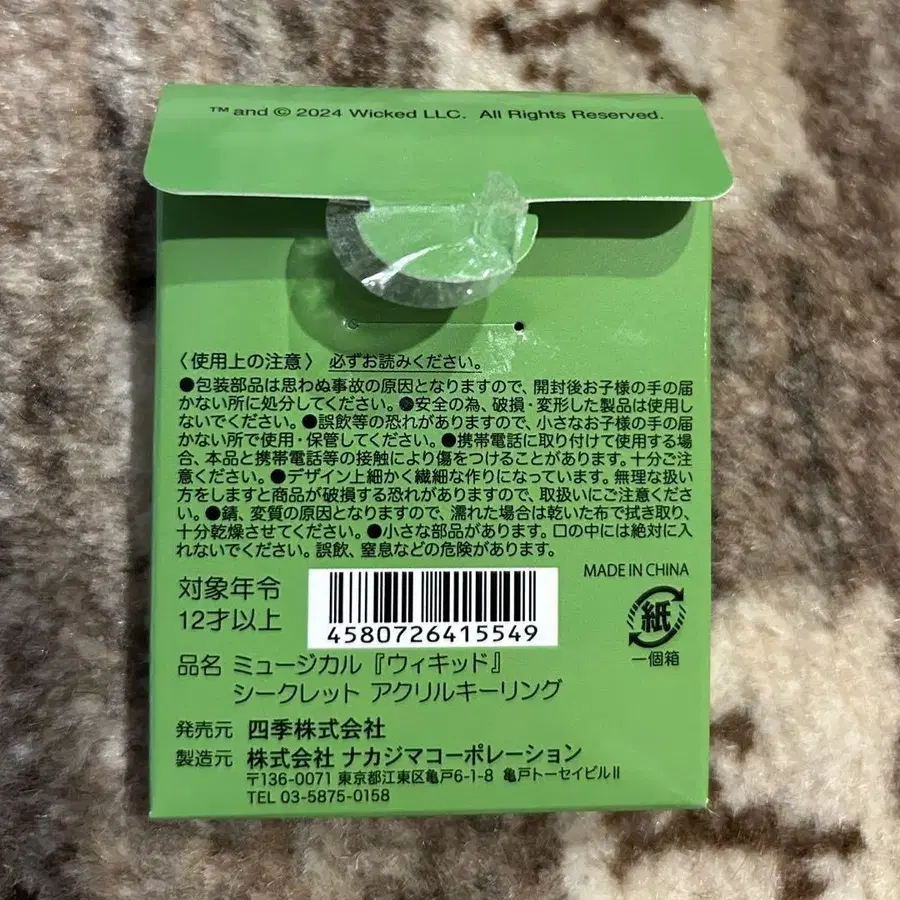 ™ and © 2024 Wicked LLC. All Rights Reserved.
〈使用上の注意〉 必ずお読みください。
●包装部品は思わぬ事故の原因となりますので、開封後お子様の手の届
かない所に処分してください。●安全の為、破損・変形した製品は使用し
ないでください。●誤飲等の恐れがありますので、小さなお子様の手の届
かない所で使用・保管してください。●携帯電話に取り付けて使用する場
合、本品と携帯電話等の接触により傷をつけることがあります。十分ご注
意ください。●デザイン上細かく繊細な作りになっています。無理な扱い
方をしますと商品が破損する恐れがありますので、取扱いにご注意くださ
い。●錆、変質の原因となりますので、濡れた場合は乾いた布で拭き取り、
十分乾燥させてください。●小さな部品があります。口の中には絶対に入
れないでください。誤飲、窒息などの危険があります。
MADE IN CHINA
対象年令
12才以上
4580726415549
紙
一個箱
品名 ミュージカル『ウィキッド』
シークレット アクリルキーリング
発売元 四季株式会社
製造元 株式会社 ナカジマコーポレーション
〒136-0071 東京都江東区亀戸6-1-8 亀戸トーセイビルⅡ
TEL 03-5875-0158